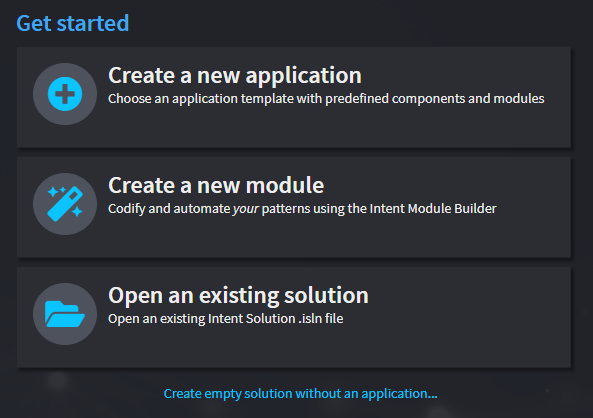 Get started
Create a new application
Choose an application template with predefined components and modules
Create a new module
Codify and automate your patterns using the Intent Module Builder
Open an existing solution
Open an existing Intent Solution .isln file
Create empty solution without an application...